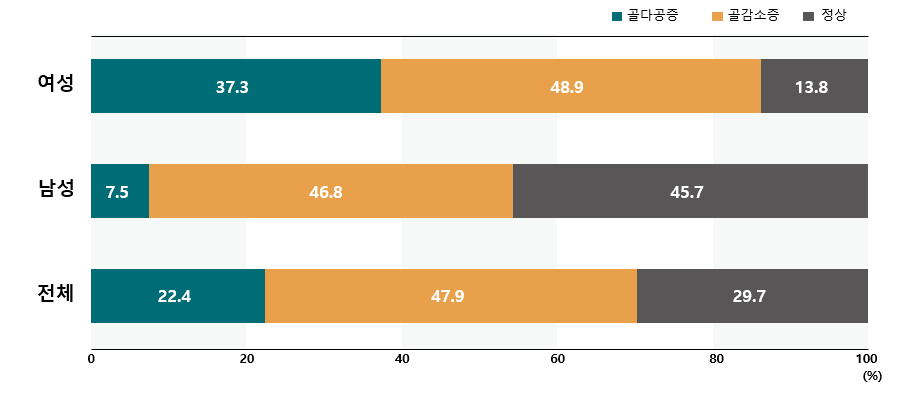 골다공증 골감소증 정상
여성 37.3 48.9 13.8
남성 7.5 46.8 45.7
전체 22.4 47.9 29.7
0 20 40 60 80 100
(%)